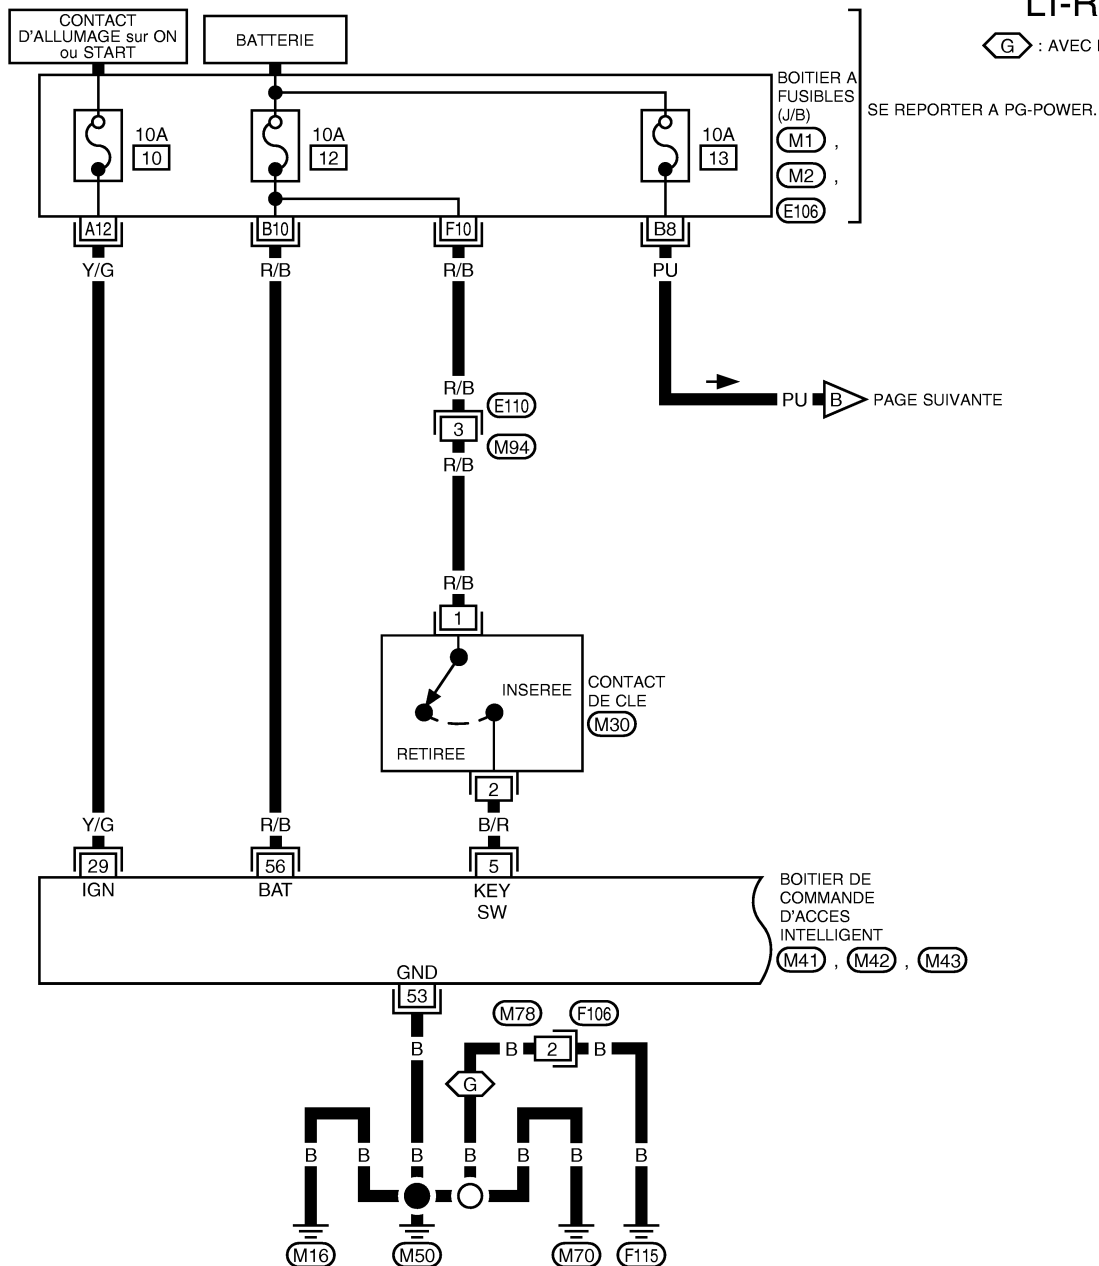 LT-R
G : AVEC
CONTACT
D'ALLUMAGE sur ON
ou START
BATTERIE
BOITIER A
FUSIBLES
(J/B)
M1 ,
M2 ,
E106
SE REPORTER A PG-POWER.
10A
10
10A
12
10A
13
A12
B10
F10
B8
Y/G
R/B
R/B
PU
R/B
E110
3
M94
R/B
PU
B
PAGE SUIVANTE
R/B
1
INSEREE
RETIREE
CONTACT
DE CLE
M30
2
Y/G
R/B
B/R
29
56
5
IGN
BAT
KEY
SW
BOITIER DE
COMMANDE
D'ACCES
INTELLIGENT
M41 , M42 , M43
GND
53
M78
F106
B
B
2
B
G
B
B
B
B
B
B
B
M16
M50
M70
F115